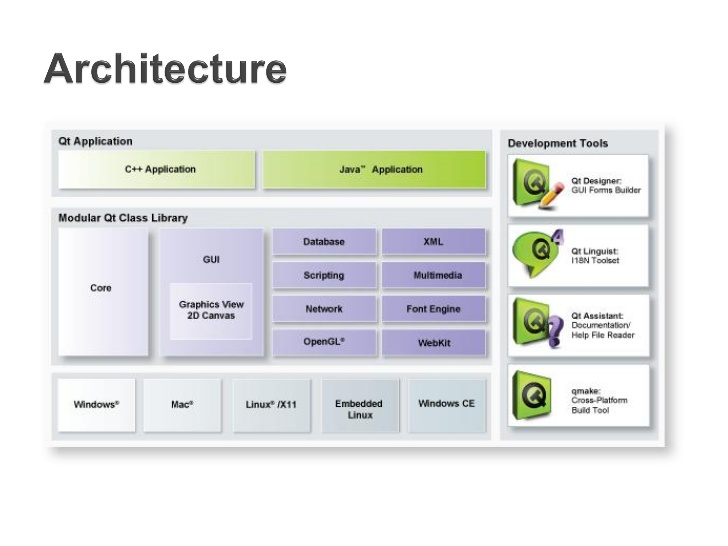 Architecture
Qt Application
C++ Application
Java™ Application
Modular Qt Class Library
Core
GUI
Graphics View
2D Canvas
Database
XML
Scripting
Multimedia
Network
Font Engine
OpenGL®
WebKit
Windows®
Mac®
Linux® /X11
Embedded
Linux
Windows CE
Development Tools
Qt Designer:
GUI Forms Builder
Qt Linguist:
I18N Toolset
Qt Assistant:
Documentation/
Help File Reader
qmake:
Cross-Platform
Build Tool